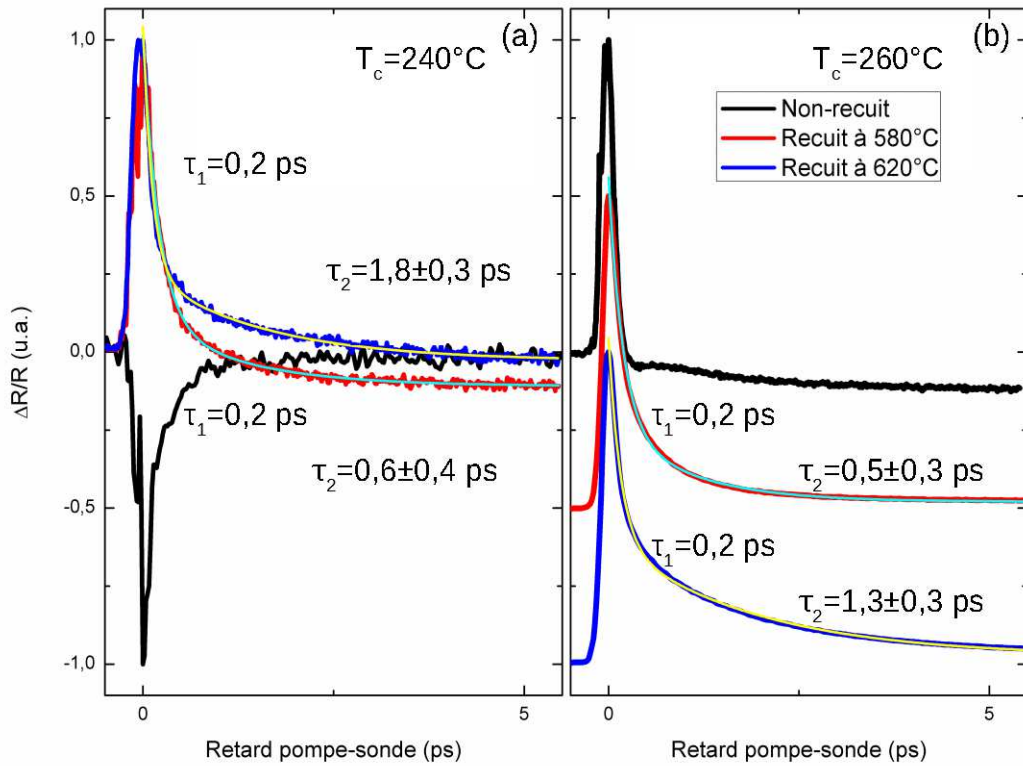 (a)
T_c=240°C
τ_1=0,2 ps
τ_2=1,8±0,3 ps
τ_1=0,2 ps
τ_2=0,6±0,4 ps
1,0
0,5
0,0
-0,5
-1,0
ΔR/R (u.a.)
0
5
Retard pompe-sonde (ps)
(b)
T_c=260°C
Non-recuit
Recuit à 580°C
Recuit à 620°C
τ_1=0,2 ps
τ_2=0,5±0,3 ps
τ_1=0,2 ps
τ_2=1,3±0,3 ps
0
5
Retard pompe-sonde (ps)